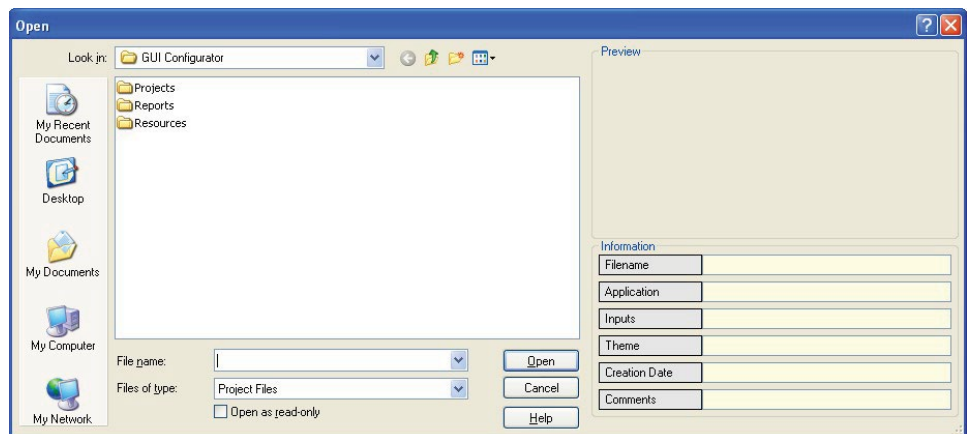 Open
Look in:
GUI Configurator
My Recent
Documents
Desktop
My Documents
My Computer
My Network
Projects
Reports
Resources
File name:
Open
Files of type:
Project Files
Cancel
Open as read-only
Help
Preview
Information
Filename
Application
Inputs
Theme
Creation Date
Comments